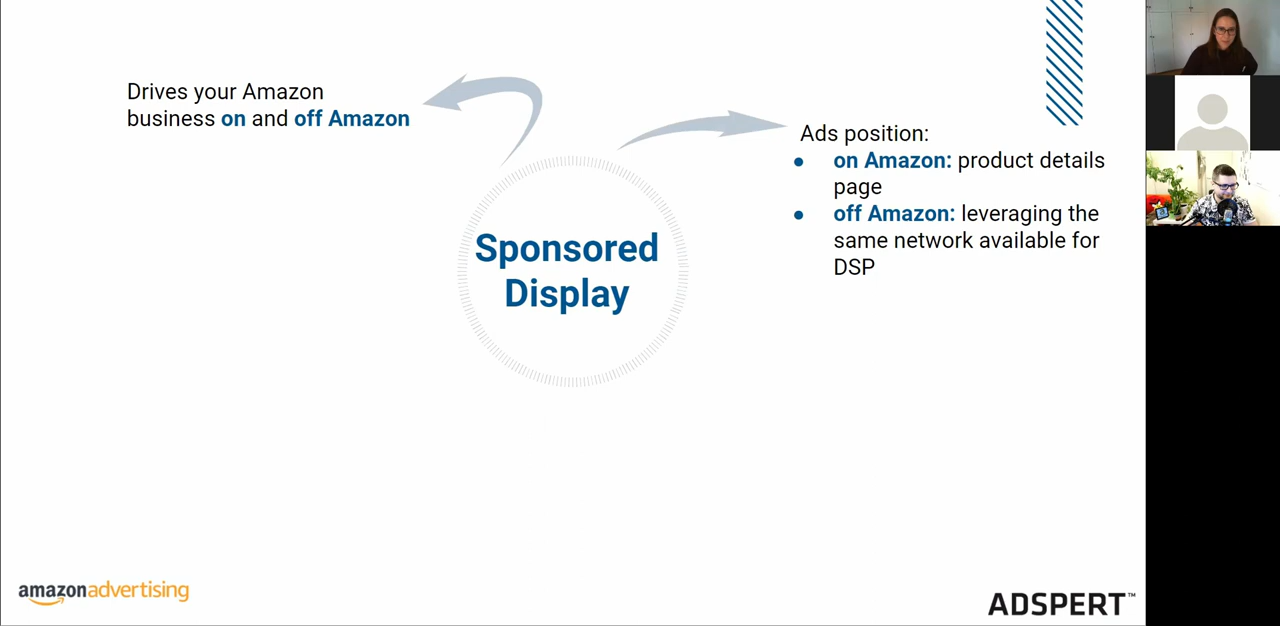 Drives your Amazon
business on and off Amazon
Ads position:
● on Amazon: product details
page
● off Amazon: leveraging the
same network available for
DSP
Sponsored
Display
amazonadvertising
ADSPERT™